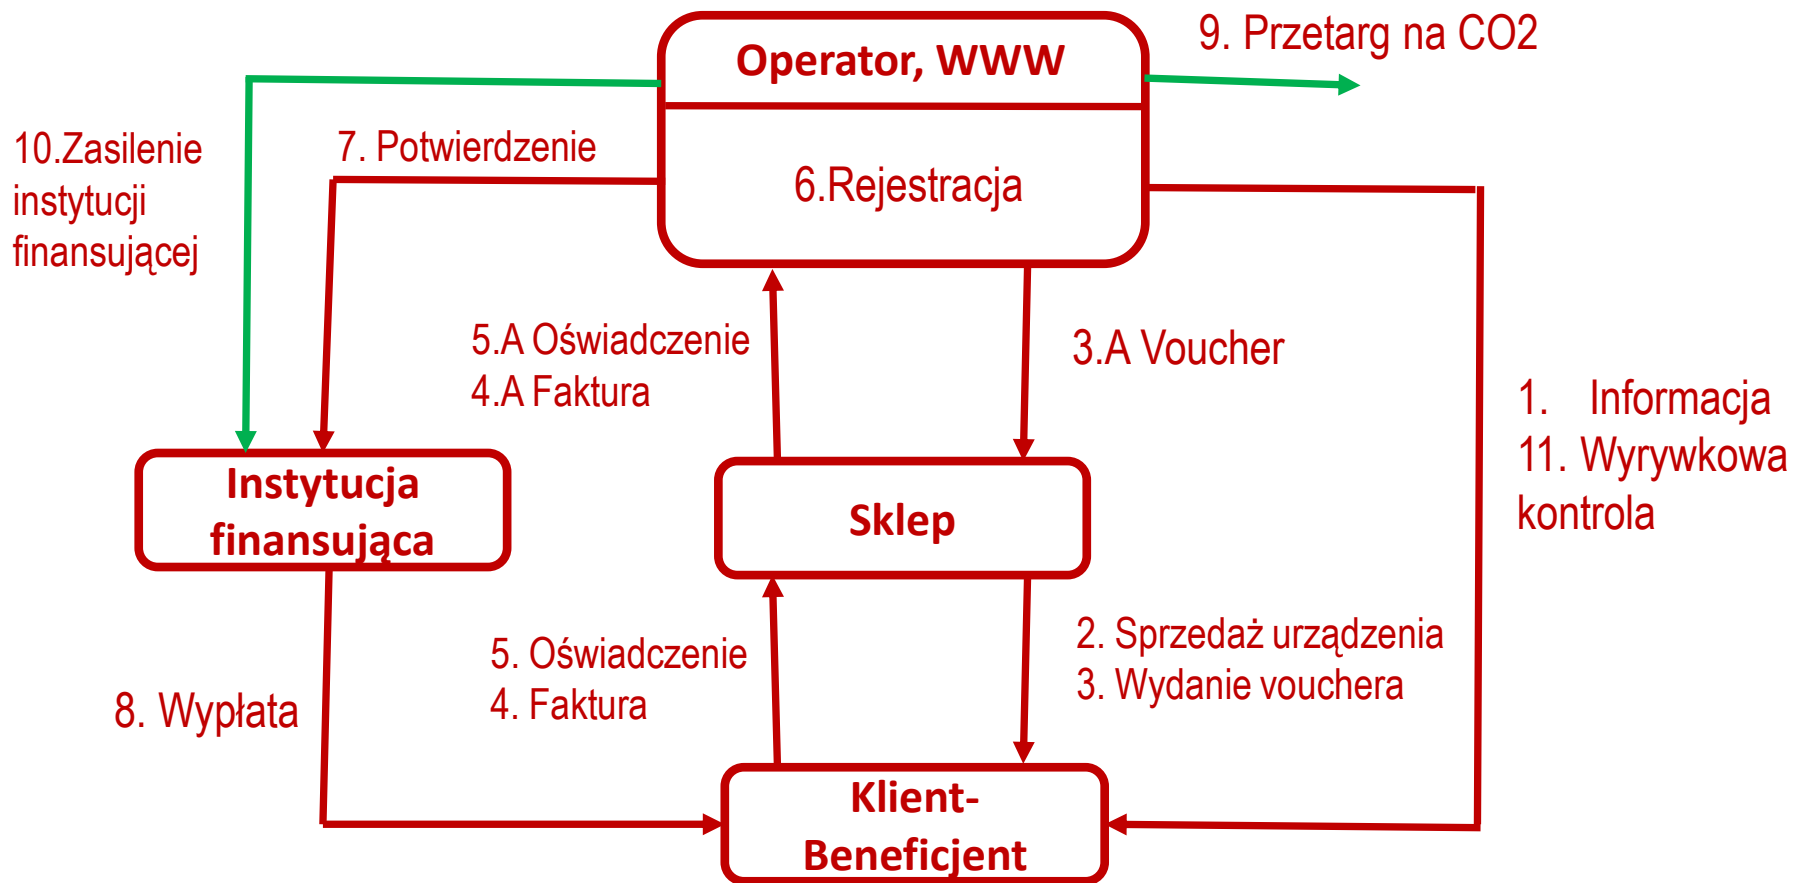 Operator, WWW
9. Przetarg na CO2
10.Zasilenie
instytucji
finansującej
7. Potwierdzenie
6.Rejestracja
5.A Oświadczenie
4.A Faktura
3.A Voucher
1. Informacja
11. Wyrywkowa
kontrola
Instytucja
finansująca
Sklep
8. Wypłata
5. Oświadczenie
4. Faktura
2. Sprzedaż urządzenia
3. Wydanie vouchera
Klient-
Beneficjent